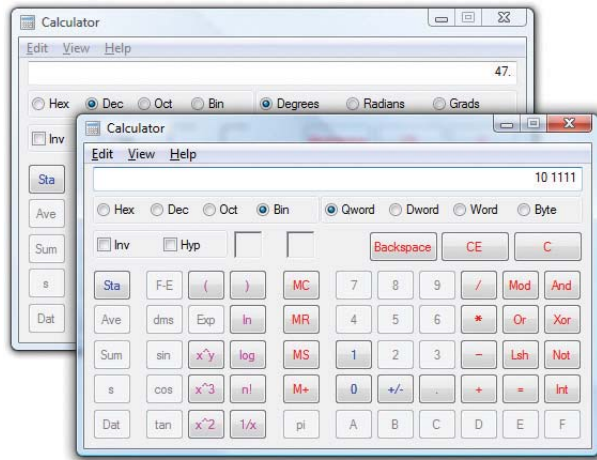 Calculator
Edit View Help
47.
Hex Dec Oct Bin Degrees Radians Grads
Inv
Sta
Ave
Sum
s
Dat
Calculator
Edit View Help
10 1111
Hex Dec Oct Bin Qword Dword Word Byte
Inv Hyp Backspace CE C
Sta F-E ( ) MC 7 8 9 / Mod And
Ave dms Exp ln MR 4 5 6 * Or Xor
Sum sin x^y log MS 1 2 3 - Lsh Not
s cos x^3 n! M+ 0 +/- . + = Int
Dat tan x^2 1/x pi A B C D E F